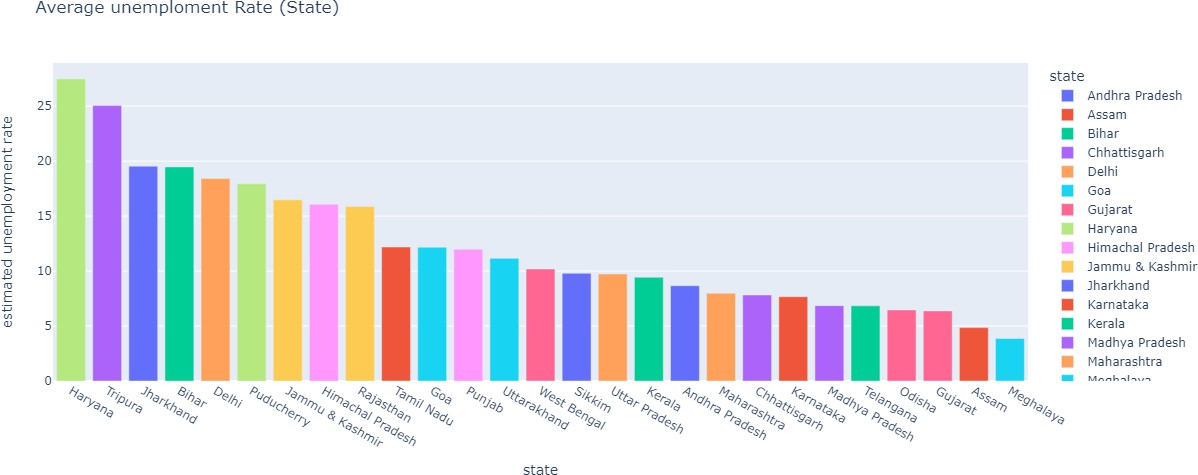 Average unemploment Rate (State)
estimated unemployment rate
25
20
15
10
5
0
Haryana
Tripura
Jharkhand
Bihar
Delhi
Puducherry
Jammu & Kashmir
Himachal Pradesh
Rajasthan
Tamil Nadu
Goa
Punjab
Uttarakhand
West Bengal
Sikkim
Uttar Pradesh
Kerala
Andhra Pradesh
Maharashtra
Chhattisgarh
Karnataka
Madhya Pradesh
Telangana
Odisha
Gujarat
Assam
Meghalaya
state
state
Andhra Pradesh
Assam
Bihar
Chhattisgarh
Delhi
Goa
Gujarat
Haryana
Himachal Pradesh
Jammu & Kashmir
Jharkhand
Karnataka
Kerala
Madhya Pradesh
Maharashtra
Meghalaya